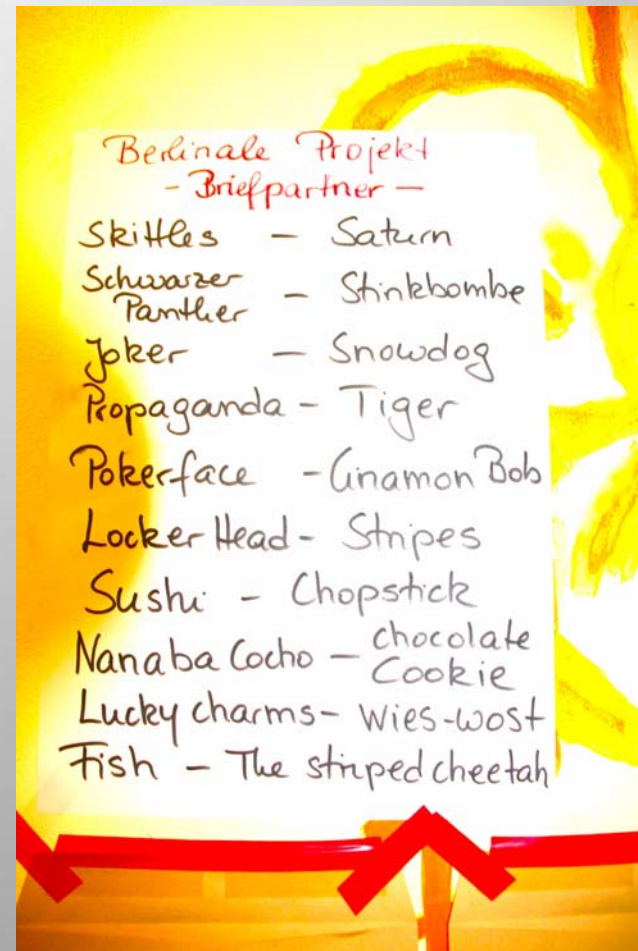 Berlinale Projekt
- Briefpartner -
Skittles - Saturn
Schwarzer
Panther - Stinkbombe
Joker - Snowdog
Propaganda - Tiger
Pokerface - Cinamon Bob
Locker Head - Stripes
Sushi - Chopstick
Nanaba Cocho - chocolate
Cookie
Lucky charms - Wies-wost
Fish - The striped cheetah